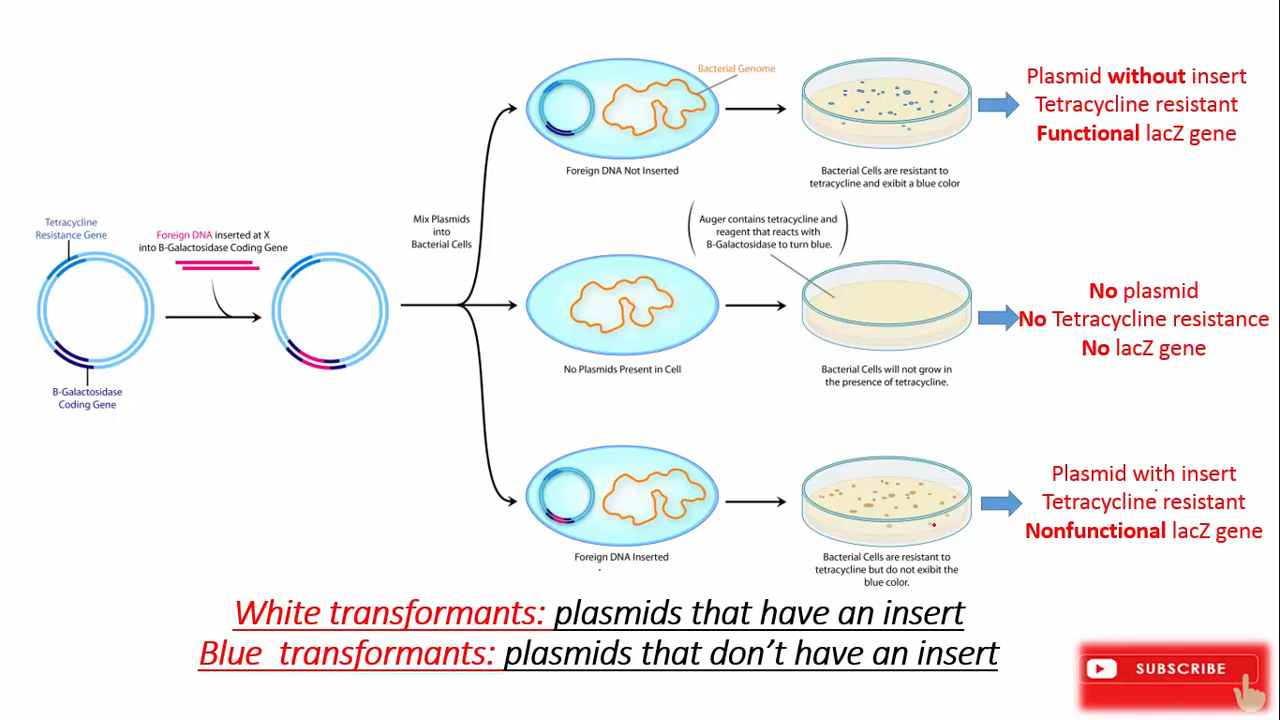 Bacterial Genome
Foreign DNA Not Inserted
Bacterial Cells are resistant to
tetracycline and exibit a blue color
Plasmid without insert
Tetracycline resistant
Functional lacZ gene
Tetracycline
Resistance Gene
Foreign DNA inserted at X
into B-Galactosidase Coding Gene
B-Galactosidase
Coding Gene
Mix Plasmids
into
Bacterial Cells
Auger contains tetracycline and
reagent that reacts with
B-Galactosidase to turn blue.
No Plasmids Present in Cell
Bacterial Cells will not grow in
the presence of tetracycline.
No plasmid
No Tetracycline resistance
No lacZ gene
Foreign DNA Inserted
Bacterial Cells are resistant to
tetracycline but do not exibit the
blue color.
Plasmid with insert
Tetracycline resistant
Nonfunctional lacZ gene
White transformants: plasmids that have an insert
Blue transformants: plasmids that don't have an insert
SUBSCRIBE